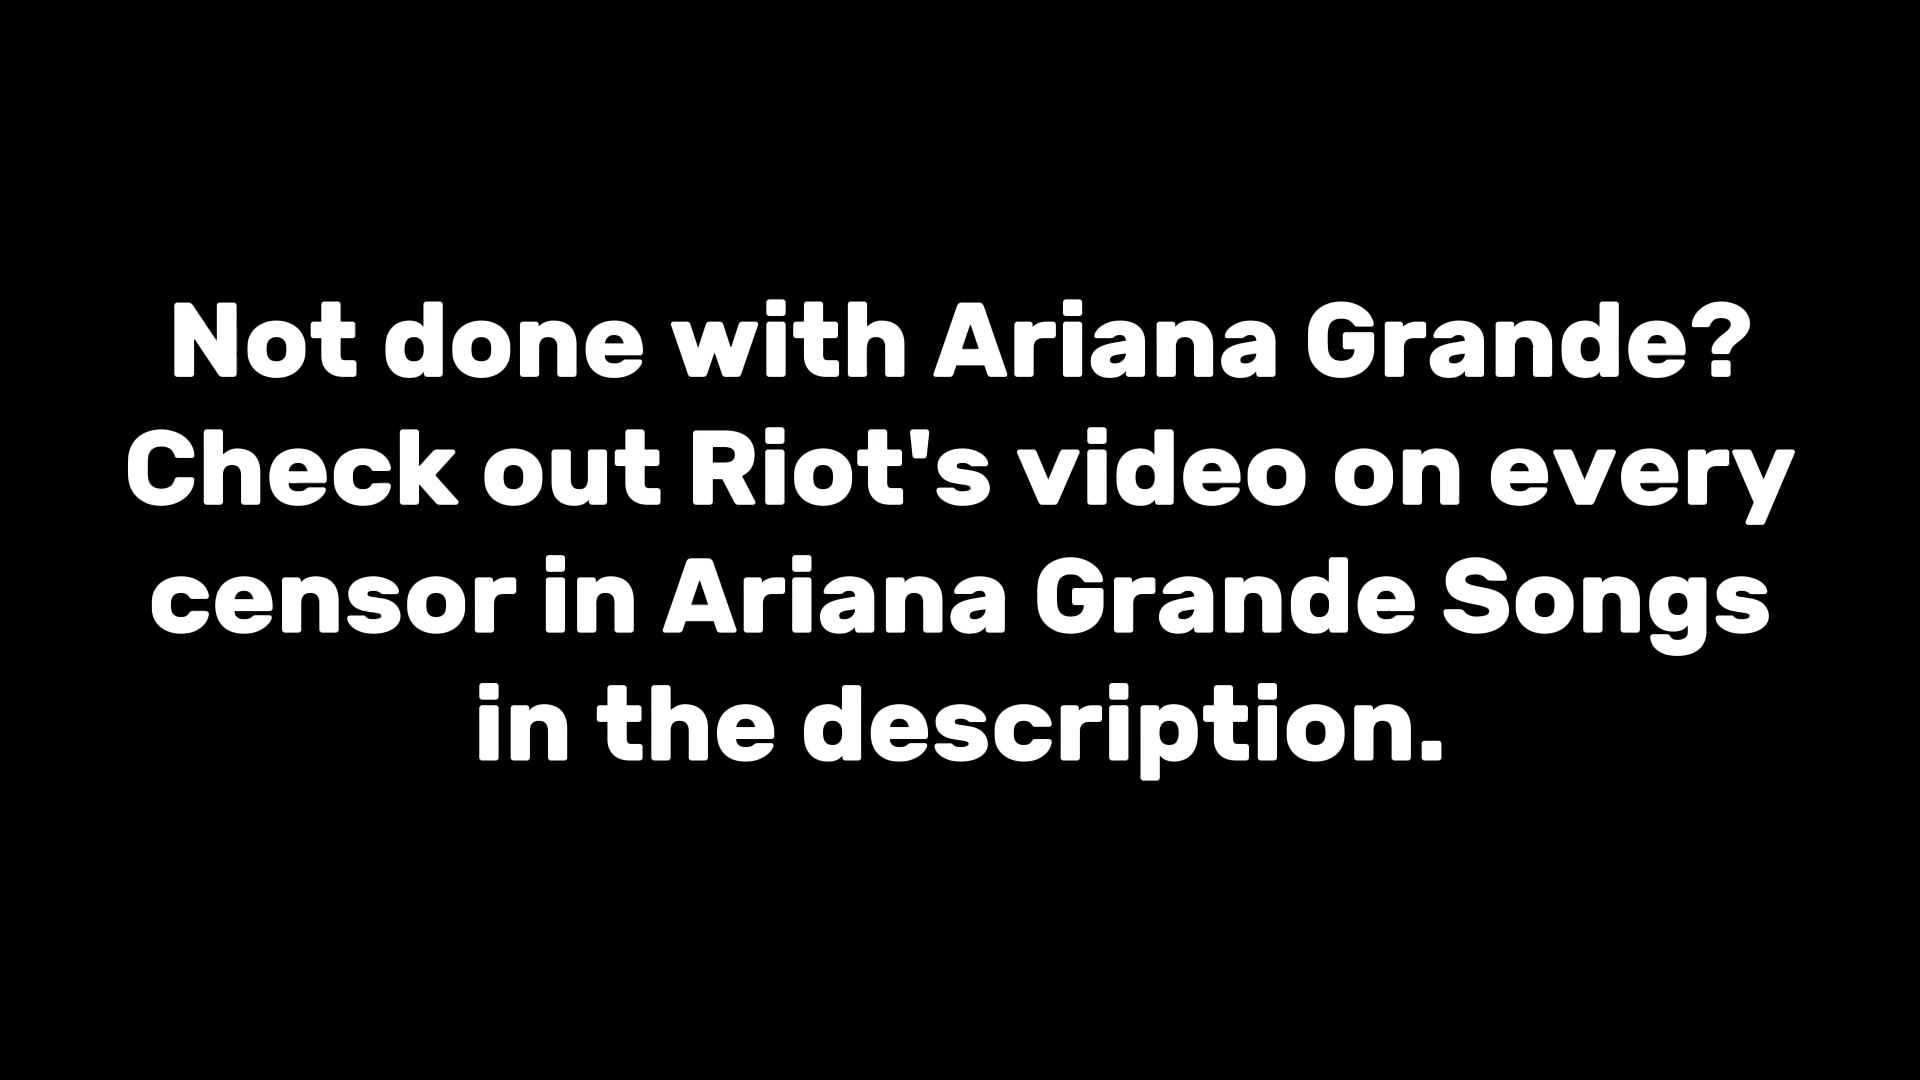 Not done with Ariana Grande?
Check out Riot's video on every
censor in Ariana Grande Songs
in the description.